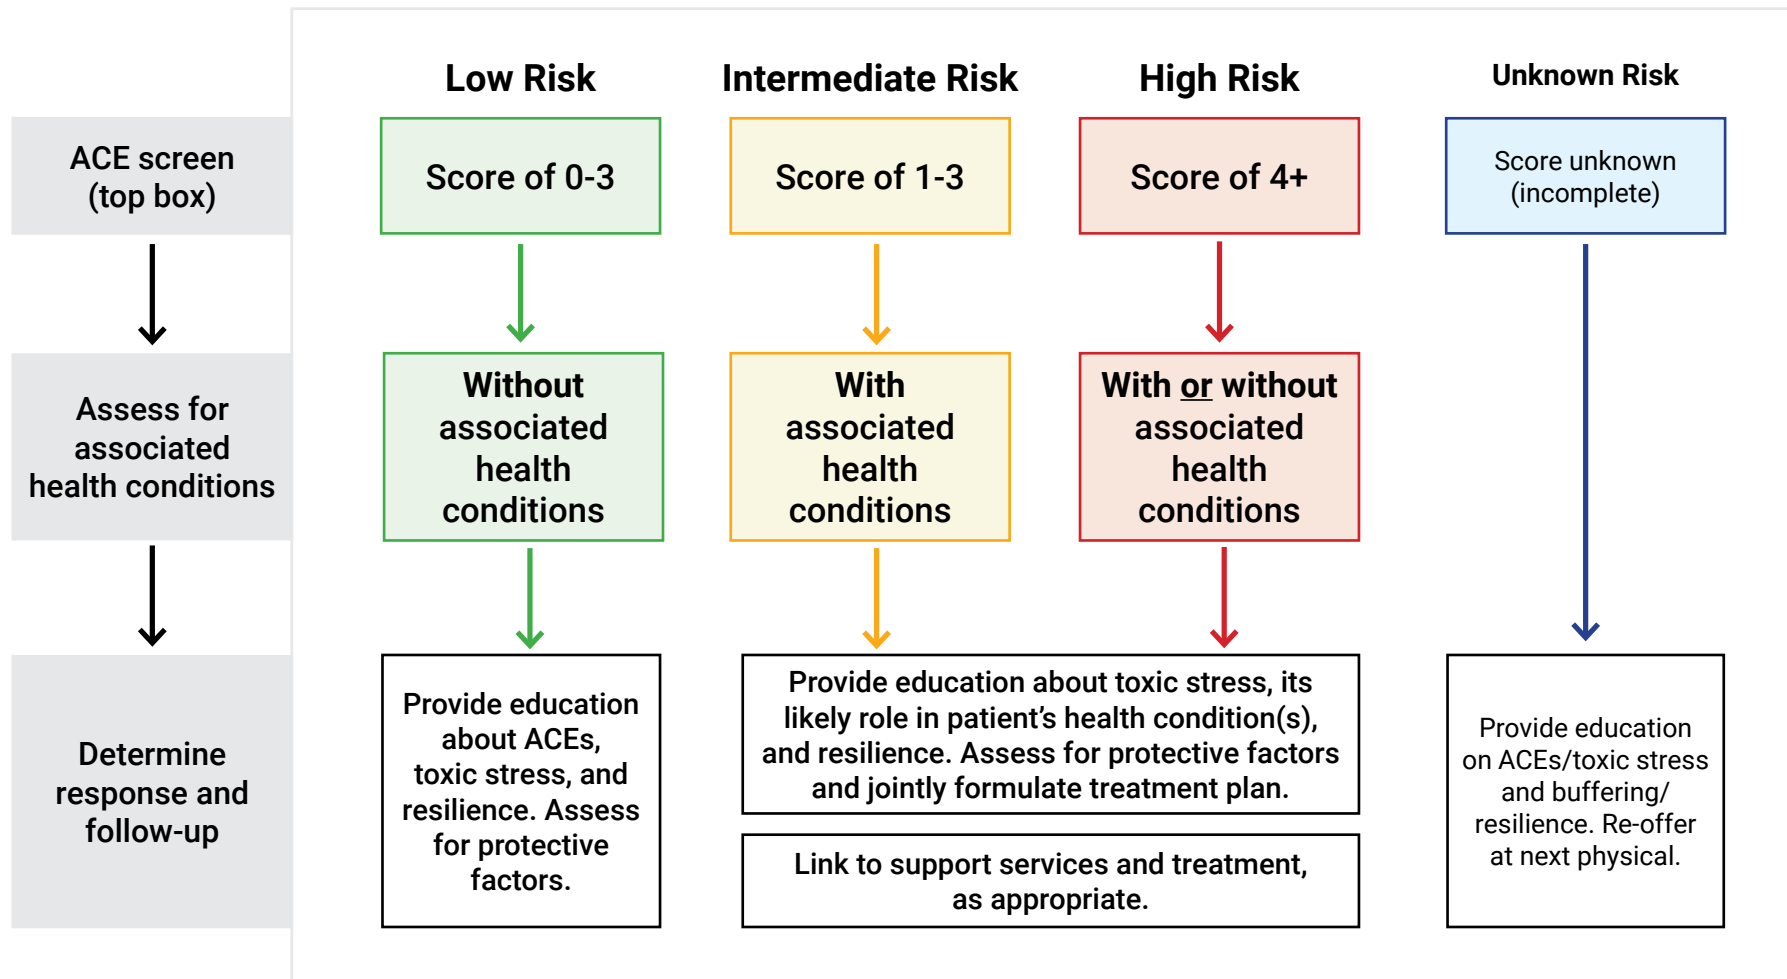 Low Risk
Intermediate Risk
High Risk
Unknown Risk
ACE screen
(top box)
Score of 0-3
Score of 1-3
Score of 4+
Score unknown
(incomplete)
Assess for
associated
health conditions
Without
associated
health
conditions
With
associated
health
conditions
With or without
associated
health
conditions
Determine
response and
follow-up
Provide education
about ACEs,
toxic stress, and
resilience. Assess
for protective
factors.
Provide education about toxic stress, its
likely role in patient’s health condition(s),
and resilience. Assess for protective factors
and jointly formulate treatment plan.
Link to support services and treatment,
as appropriate.
Provide education
on ACEs/toxic stress
and buffering/
resilience. Re-offer
at next physical.